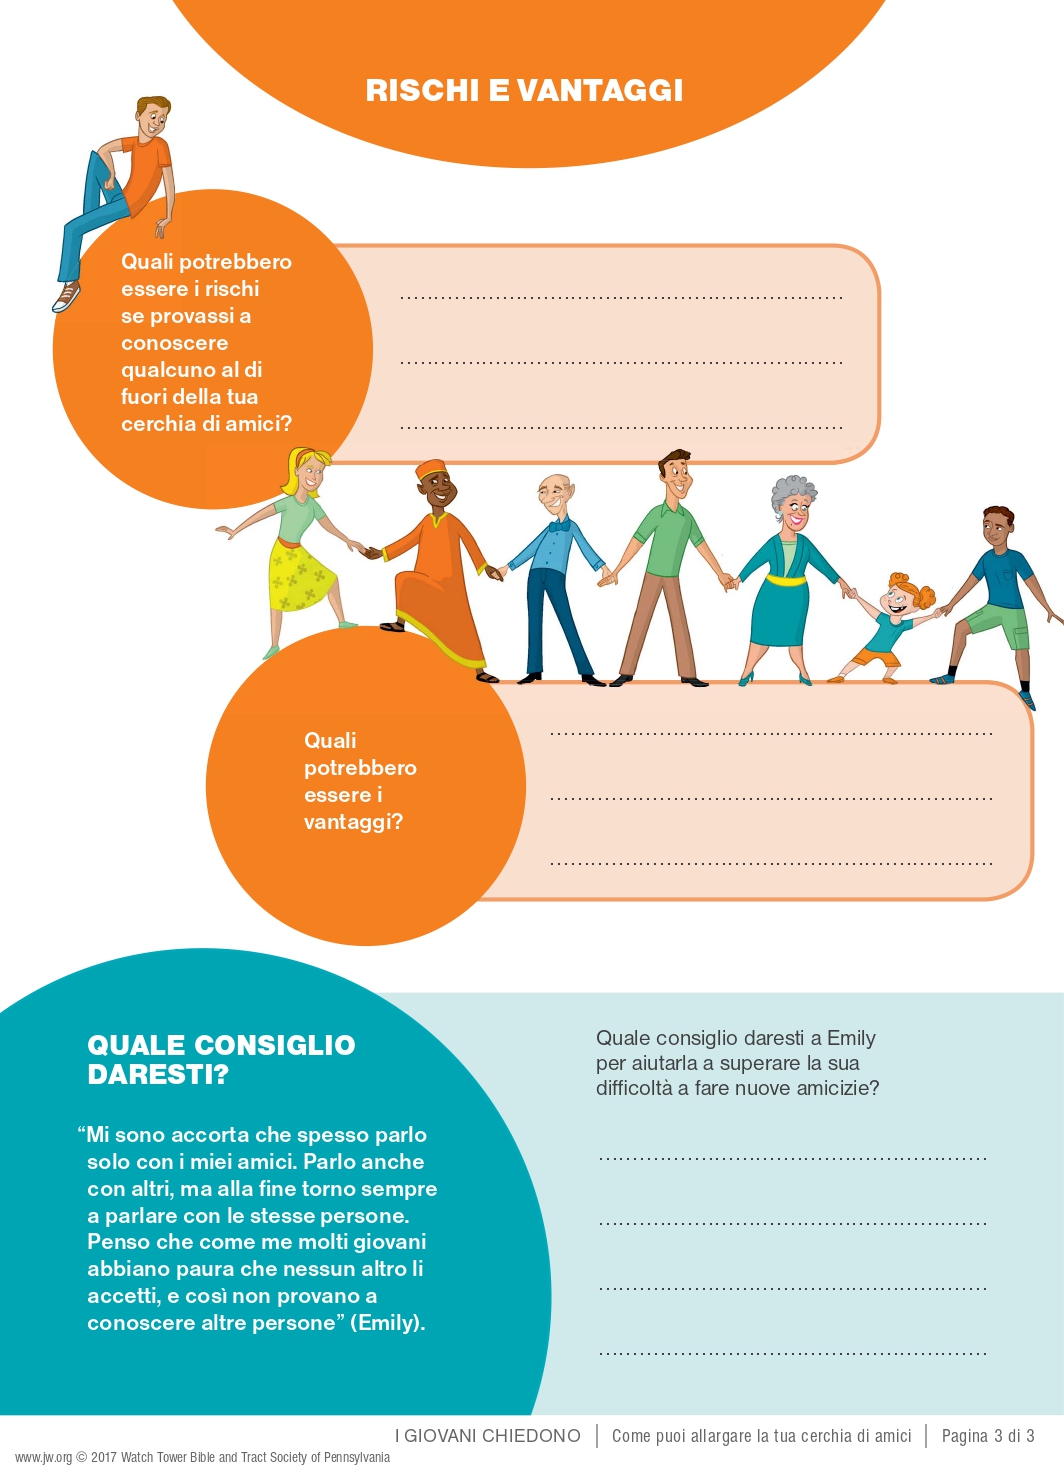 RISCHI E VANTAGGI
Quali potrebbero
essere i rischi
se provassi a
conoscere
qualcuno al di
fuori della tua
cerchia di amici?
Quali
potrebbero
essere i
vantaggi?
QUALE CONSIGLIO
DARESTI?
“Mi sono accorta che spesso parlo
solo con i miei amici. Parlo anche
con altri, ma alla fine torno sempre
a parlare con le stesse persone.
Penso che come me molti giovani
abbiano paura che nessun altro li
accetti, e così non provano a
conoscere altre persone” (Emily).
Quale consiglio daresti a Emily
per aiutarla a superare la sua
difficoltà a fare nuove amicizie?
I GIOVANI CHIEDONO | Come puoi allargare la tua cerchia di amici | Pagina 3 di 3
www.jw.org © 2017 Watch Tower Bible and Tract Society of Pennsylvania